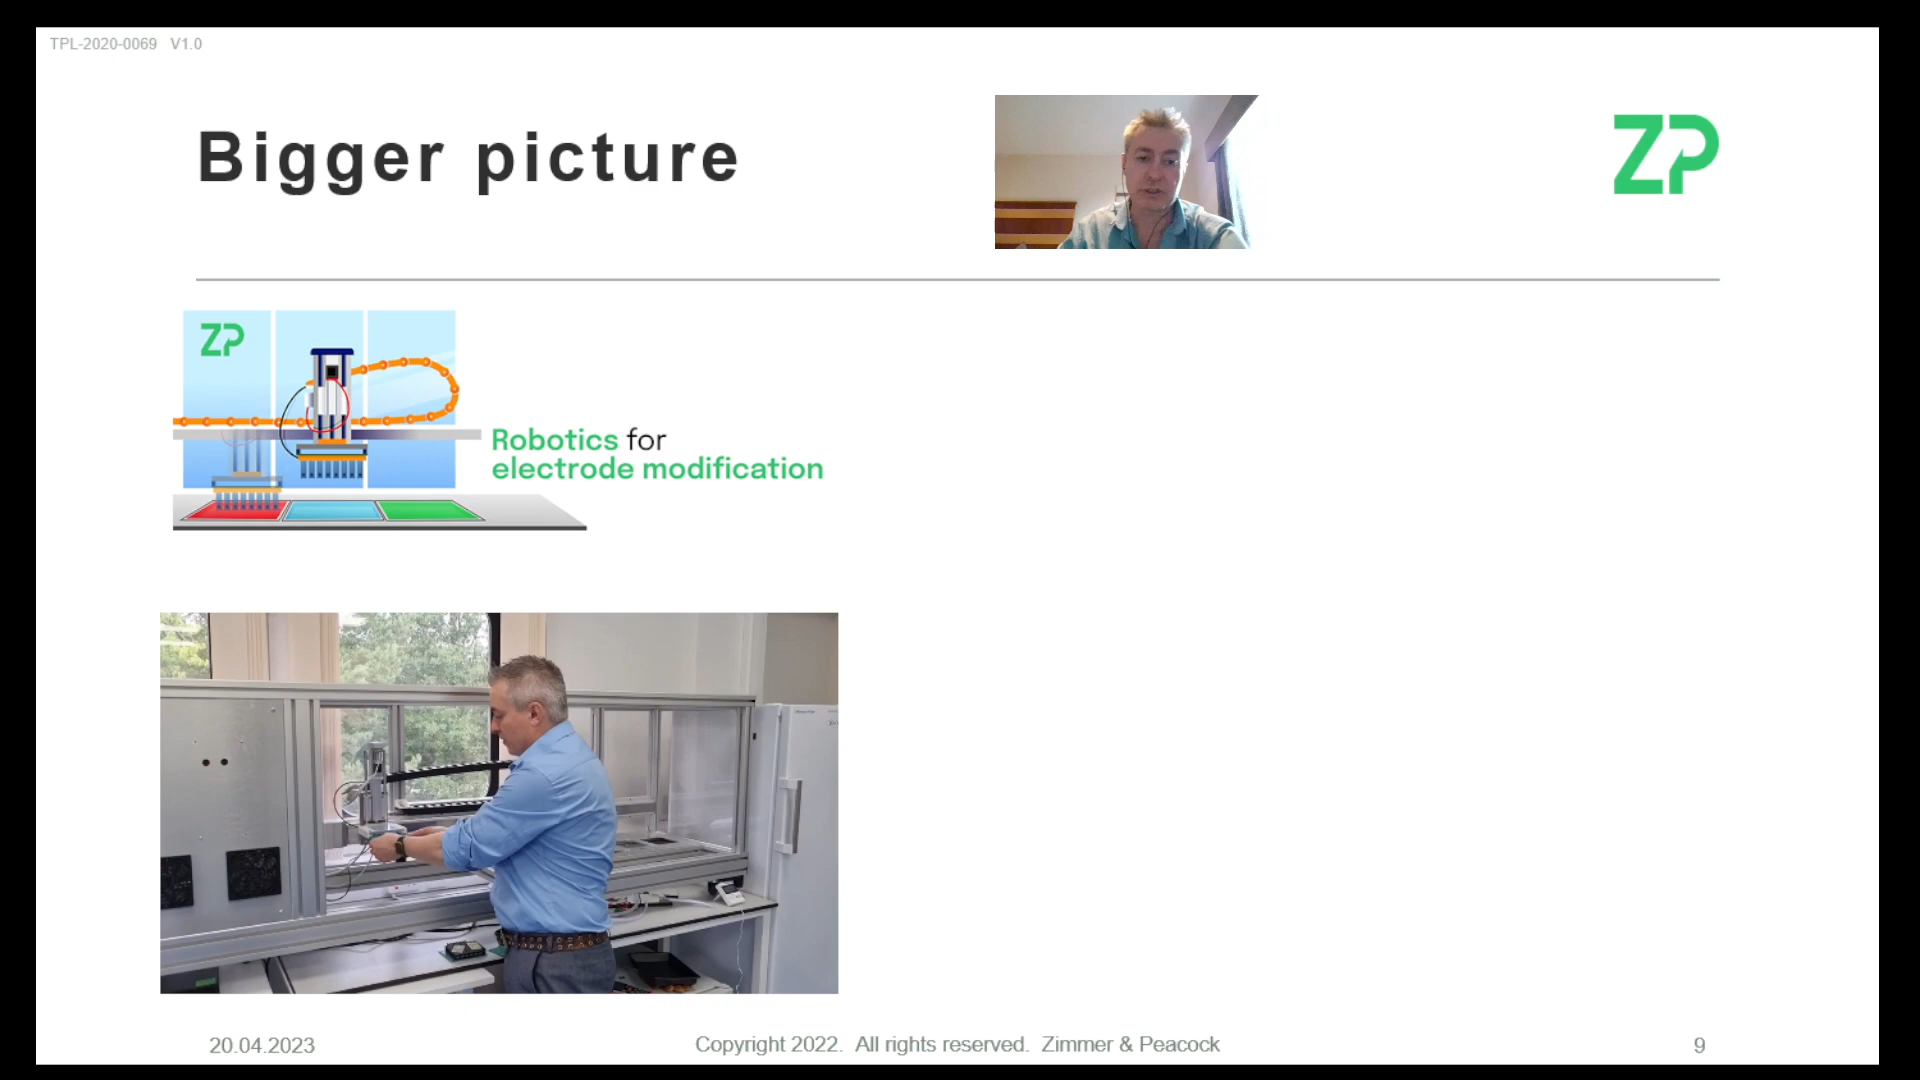 TPL-2020-0069 V1.0
Bigger picture
ZP
ZP
Robotics for
electrode modification
20.04.2023
Copyright 2022. All rights reserved. Zimmer & Peacock
9